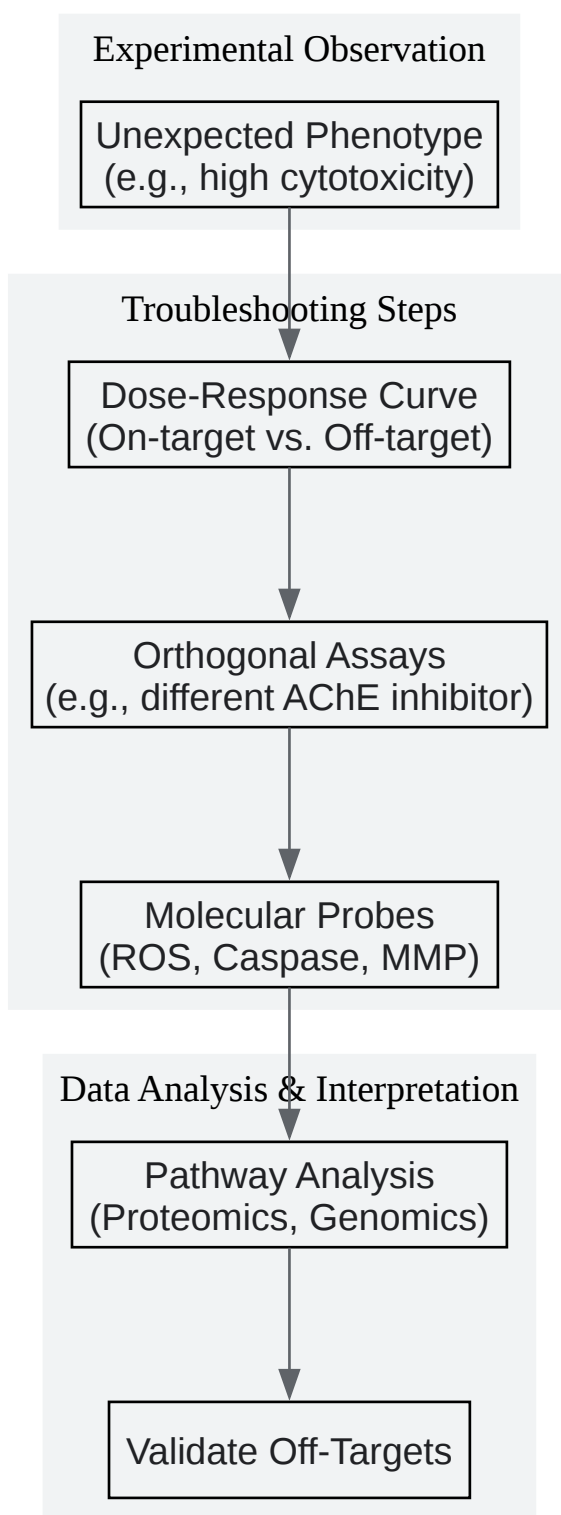 Experimental Observation
Unexpected Phenotype
(e.g., high cytotoxicity)
Troubleshooting Steps
Dose-Response Curve
(On-target vs. Off-target)
Orthogonal Assays
(e.g., different AChE inhibitor)
Molecular Probes
(ROS, Caspase, MMP)
Data Analysis & Interpretation
Pathway Analysis
(Proteomics, Genomics)
Validate Off-Targets